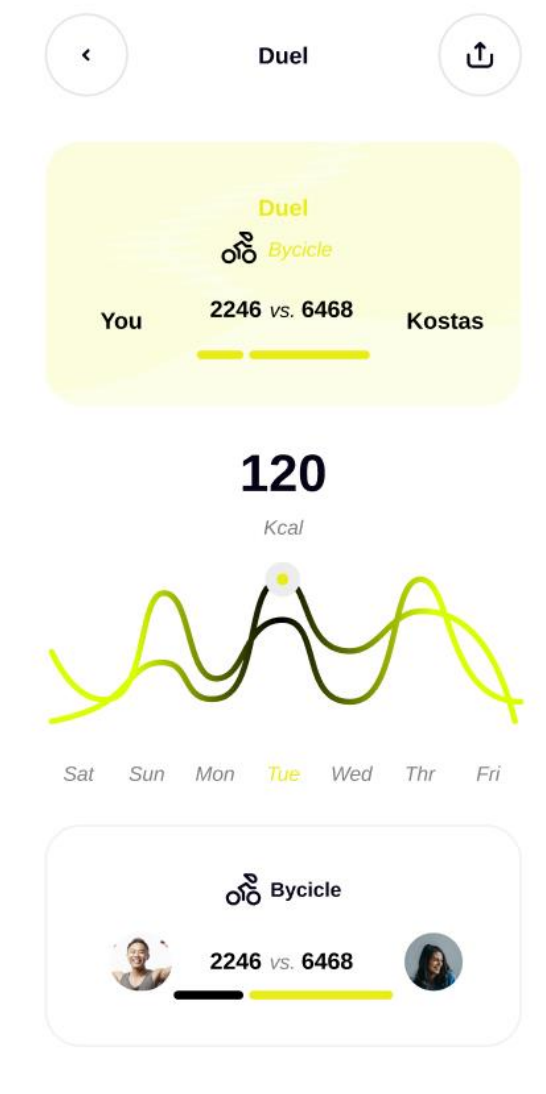 Duel
Duel
Bycicle
You 2246 vs. 6468 Kostas
120
Kcal
Sat Sun Mon Tue Wed Thr Fri
Bycicle
2246 vs. 6468